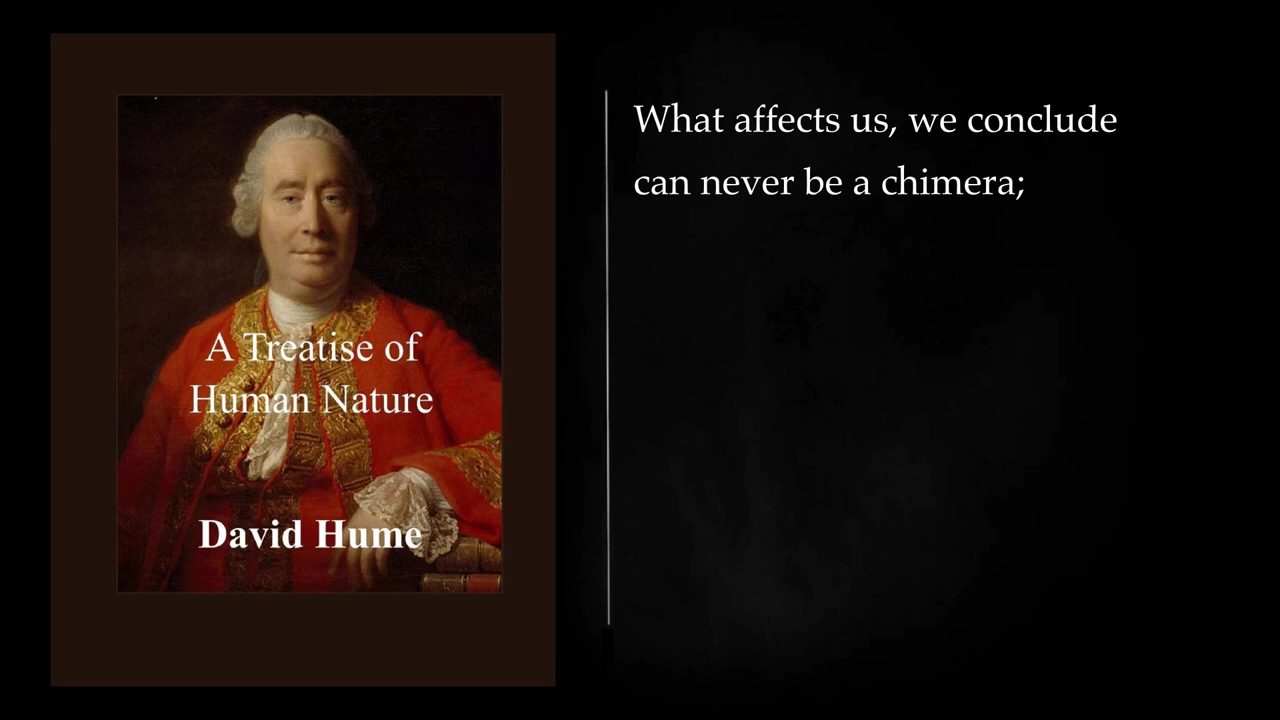 A Treatise of
Human Nature
David Hume
What affects us, we conclude
can never be a chimera;